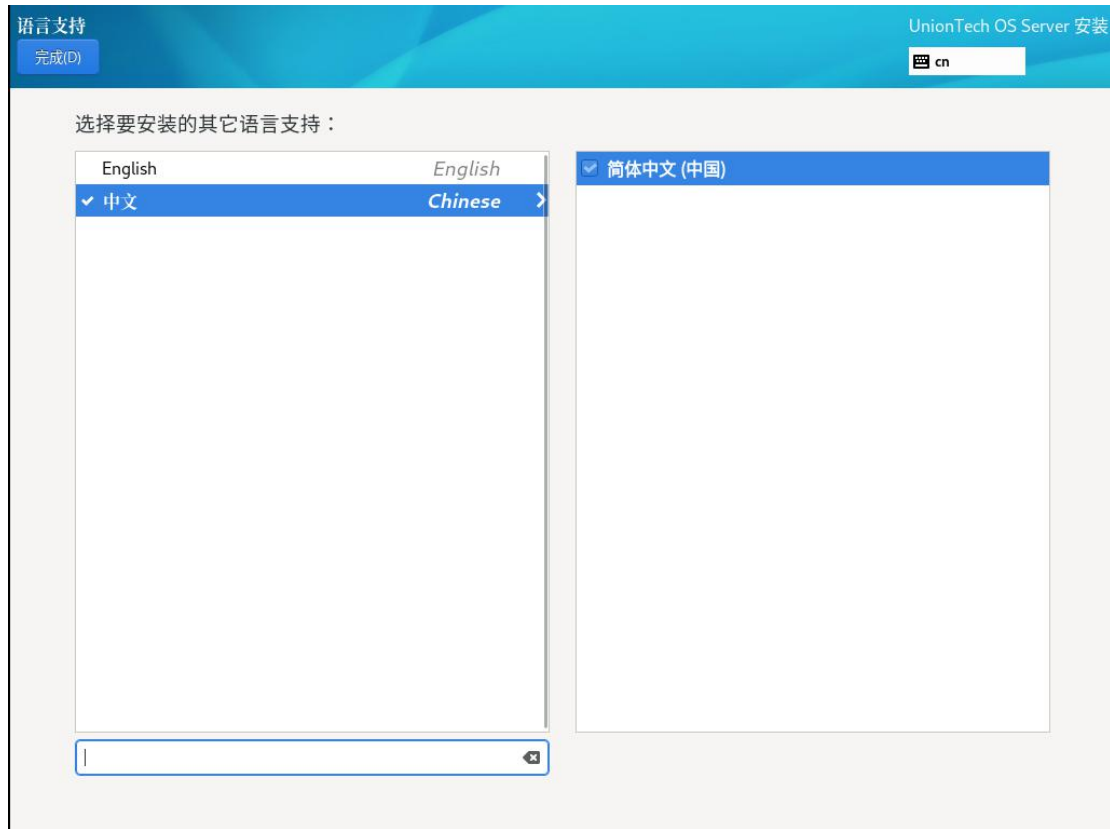 语言支持
UnionTech OS Server 安装
完成(D)
cn
选择要安装的其它语言支持：
English English
中文 Chinese
简体中文 (中国)